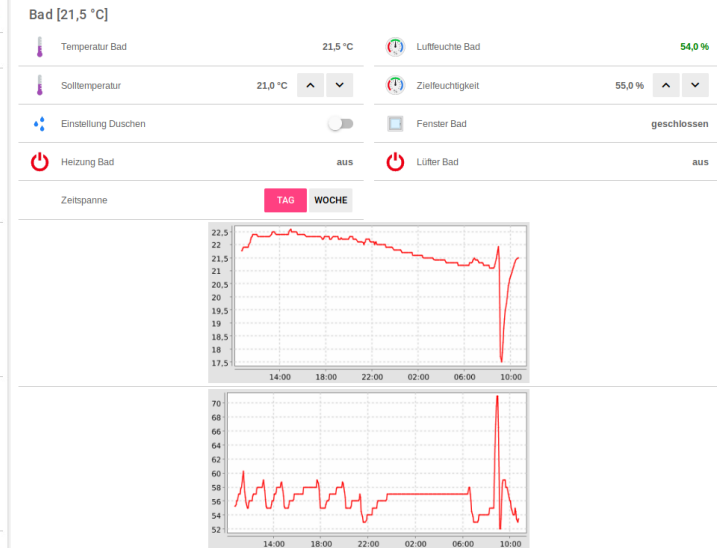 Bad [21,5 °C]
Temperatur Bad 21,5 °C
Luftfeuchte Bad 54,0 %
Solltemperatur 21,0 °C
Zielfeuchtigkeit 55,0 %
Einstellung Duschen
Fenster Bad geschlossen
Heizung Bad aus
Lüfter Bad aus
Zeitspanne TAG WOCHE
22,5
22
21,5
21
20,5
20
19,5
19
18,5
18
17,5
14:00 18:00 22:00 02:00 06:00 10:00
70
68
66
64
62
60
58
56
54
52
14:00 18:00 22:00 02:00 06:00 10:00